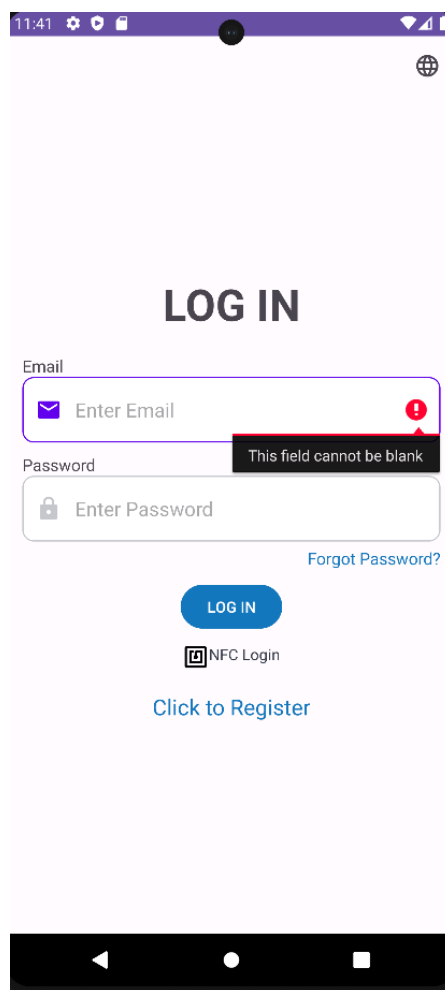 11:41
LOG IN
Email
Enter Email
This field cannot be blank
Password
Enter Password
Forgot Password?
LOG IN
NFC Login
Click to Register